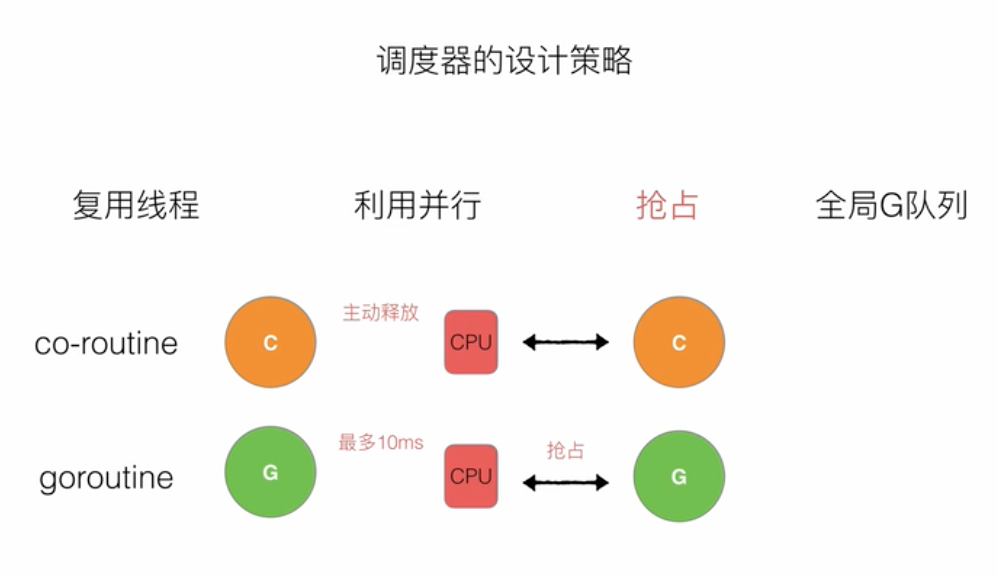 调度器的设计策略
复用线程 利用并行 抢占 全局G队列
co-routine C 主动释放 CPU C
goroutine G 最多10ms CPU 抢占 G